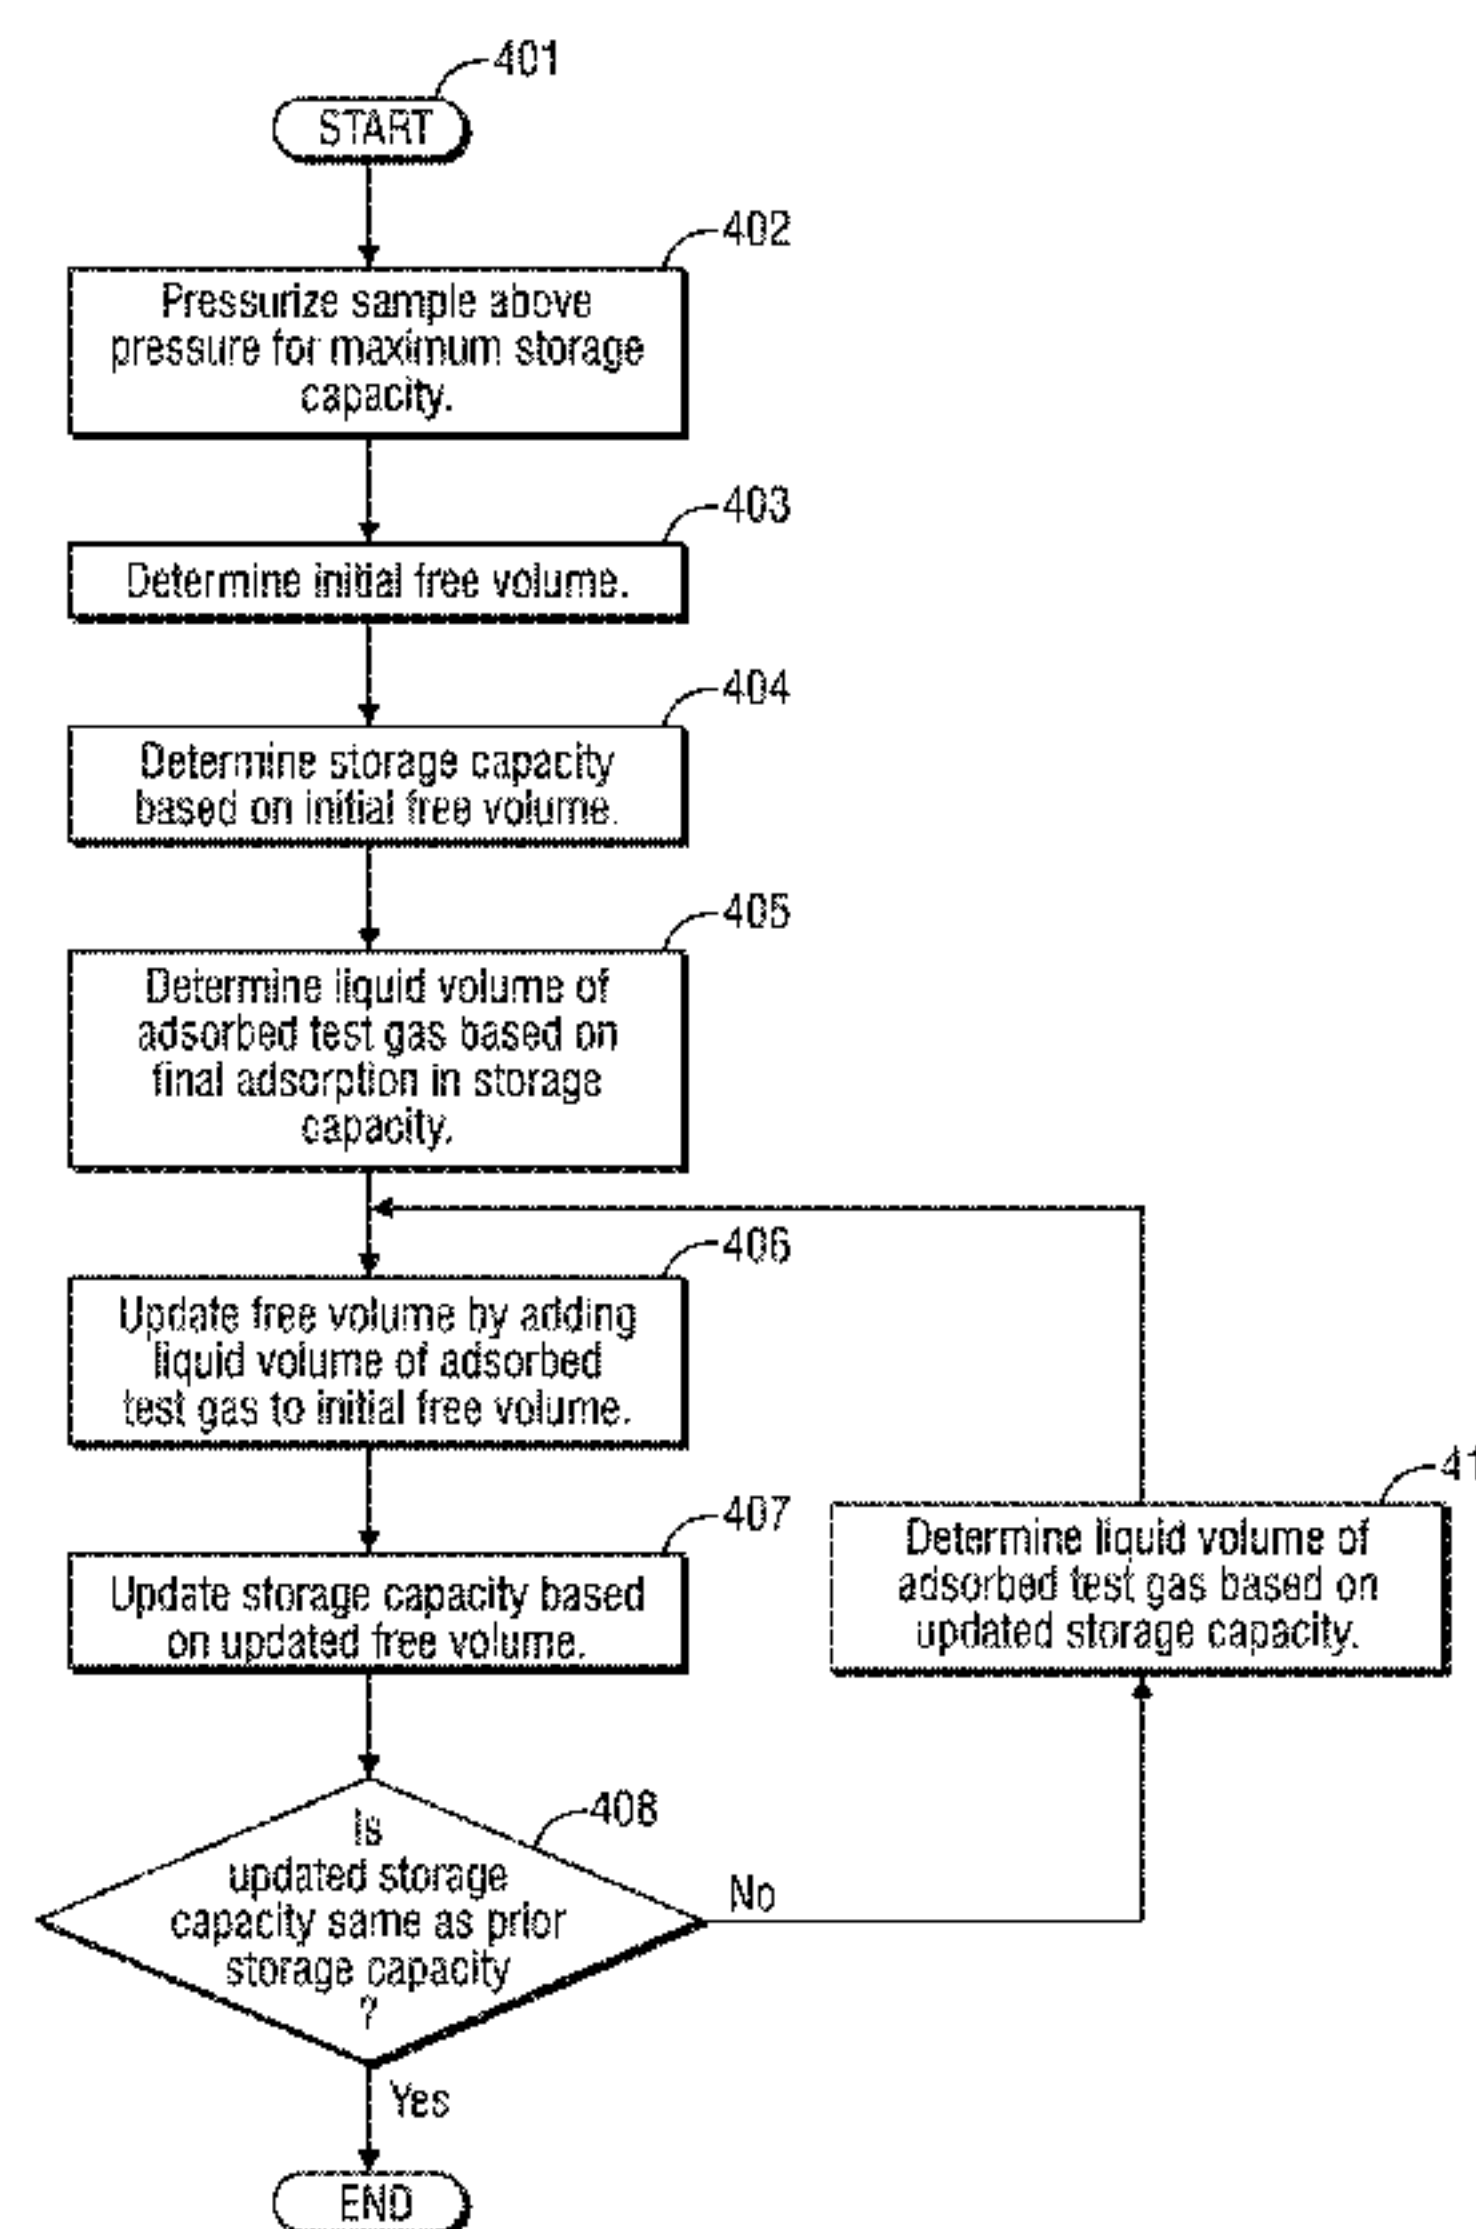 401
START
402
Pressurize sample above
pressure for maximum storage
capacity.
403
Determine initial free volume.
404
Determine storage capacity
based on initial free volume.
405
Determine liquid volume of
adsorbed test gas based on
final adsorption in storage
capacity.
406
Update free volume by adding
liquid volume of adsorbed
test gas to initial free volume.
407
Update storage capacity based
on updated free volume.
41
Determine liquid volume of
adsorbed test gas based on
updated storage capacity.
408
Is
updated storage
capacity same as prior
storage capacity
?
No
Yes
END